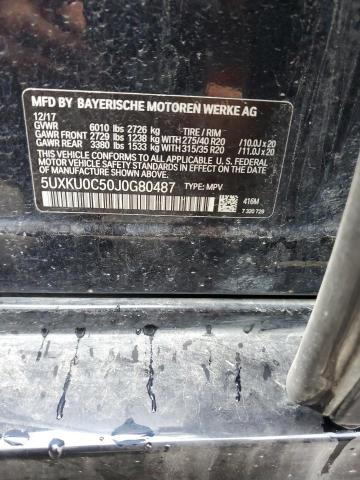 MFD BY BAYERISCHE MOTOREN WERKE AG
12/17
GVWR 6010 lbs 2726 kg TIRE / RIM
GAWR FRONT 2729 lbs 1238 kg WITH 275/40 R20 /10.0J x 20
GAWR REAR 3380 lbs 1533 kg WITH 315/35 R20 /11.0J x 20
THIS VEHICLE CONFORMS TO ALL APPLICABLE U.S. FEDERAL
MOTOR VEHICLE SAFETY STANDARDS IN EFFECT ON THE DATE OF
MANUFACTURE SHOWN ABOVE.
5UXKU0C50J0G80487 TYPE: MPV
416M
7 320 729